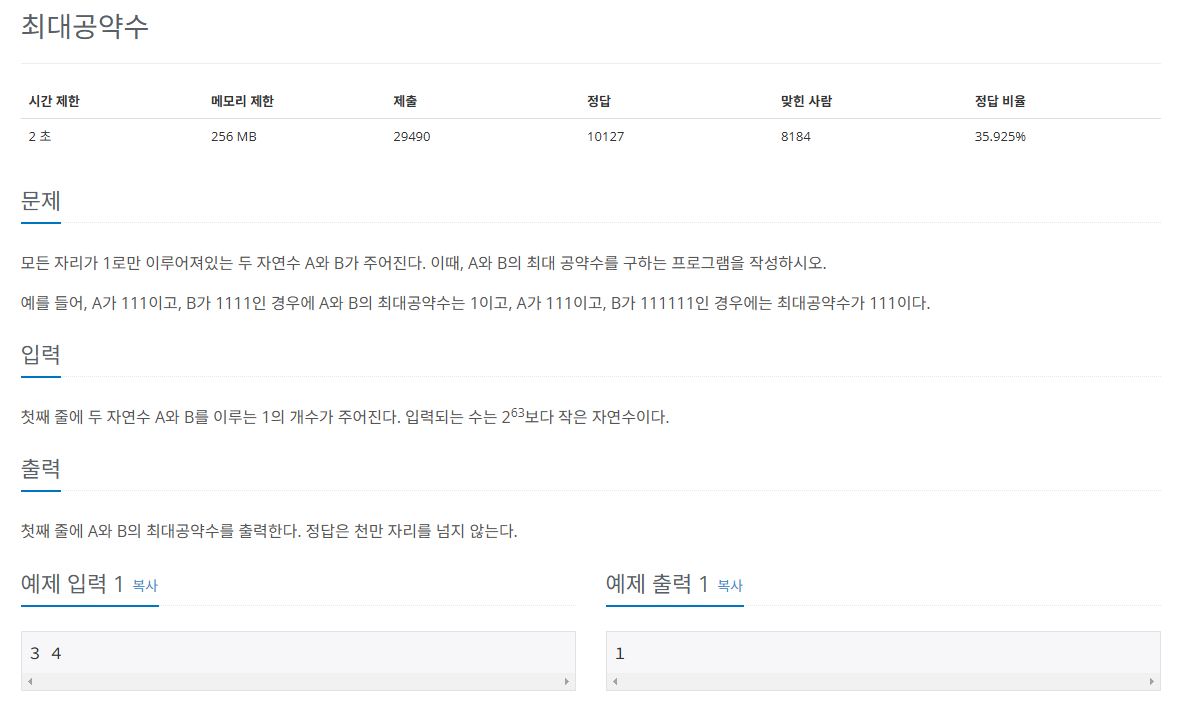 최대공약수
시간 제한 메모리 제한 제출 정답 맞힌 사람 정답 비율
2 초 256 MB 29490 10127 8184 35.925%
문제
모든 자리가 1로만 이루어져있는 두 자연수 A와 B가 주어진다. 이때, A와 B의 최대 공약수를 구하는 프로그램을 작성하시오.
예를 들어, A가 111이고, B가 1111인 경우에 A와 B의 최대공약수는 1이고, A가 111이고, B가 111111인 경우에는 최대공약수가 111이다.
입력
첫째 줄에 두 자연수 A와 B를 이루는 1의 개수가 주어진다. 입력되는 수는 2⁶³보다 작은 자연수이다.
출력
첫째 줄에 A와 B의 최대공약수를 출력한다. 정답은 천만 자리를 넘지 않는다.
예제 입력 1 복사
3 4
예제 출력 1 복사
1